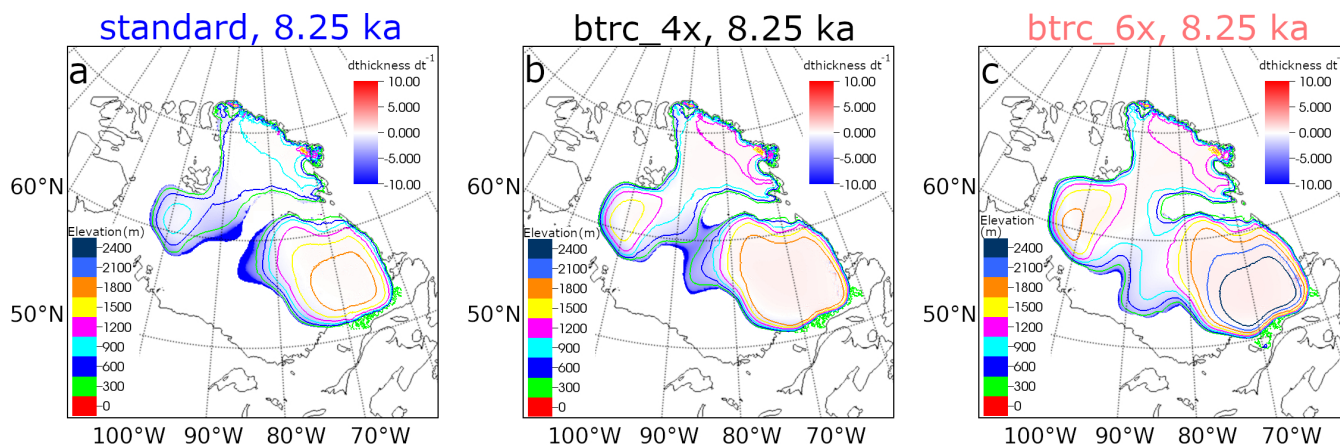 standard, 8.25 ka
btrc_4x, 8.25 ka
btrc_6x, 8.25 ka
a
dthickness dt-1
10.00
5.000
0.000
-5.000
-10.00
60°N
50°N
Elevation(m)
2400
2100
1800
1500
1200
900
600
300
0
100°W 90°W 80°W 70°W
b
dthickness dt-1
10.00
5.000
0.000
-5.000
-10.00
60°N
50°N
Elevation(m)
2400
2100
1800
1500
1200
900
600
300
0
100°W 90°W 80°W 70°W
c
dthickness dt-1
10.00
5.000
0.000
-5.000
-10.00
60°N
50°N
Elevation
(m)
2400
2100
1800
1500
1200
900
600
300
0
100°W 90°W 80°W 70°W